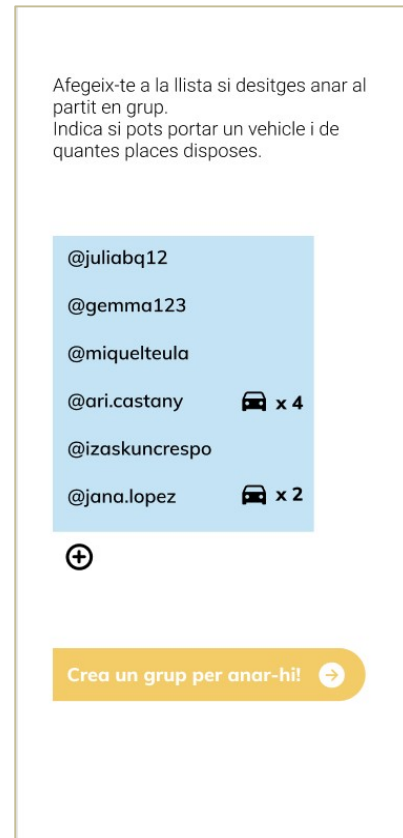 Afegeix-te a la llista si desitges anar al
partit en grup.
Indica si pots portar un vehicle i de
quantes places disposes.
@juliabq12
@gemma123
@miquelteula
@ari.castany x 4
@izaskuncrespo
@jana.lopez x 2
Crea un grup per anar-hi!